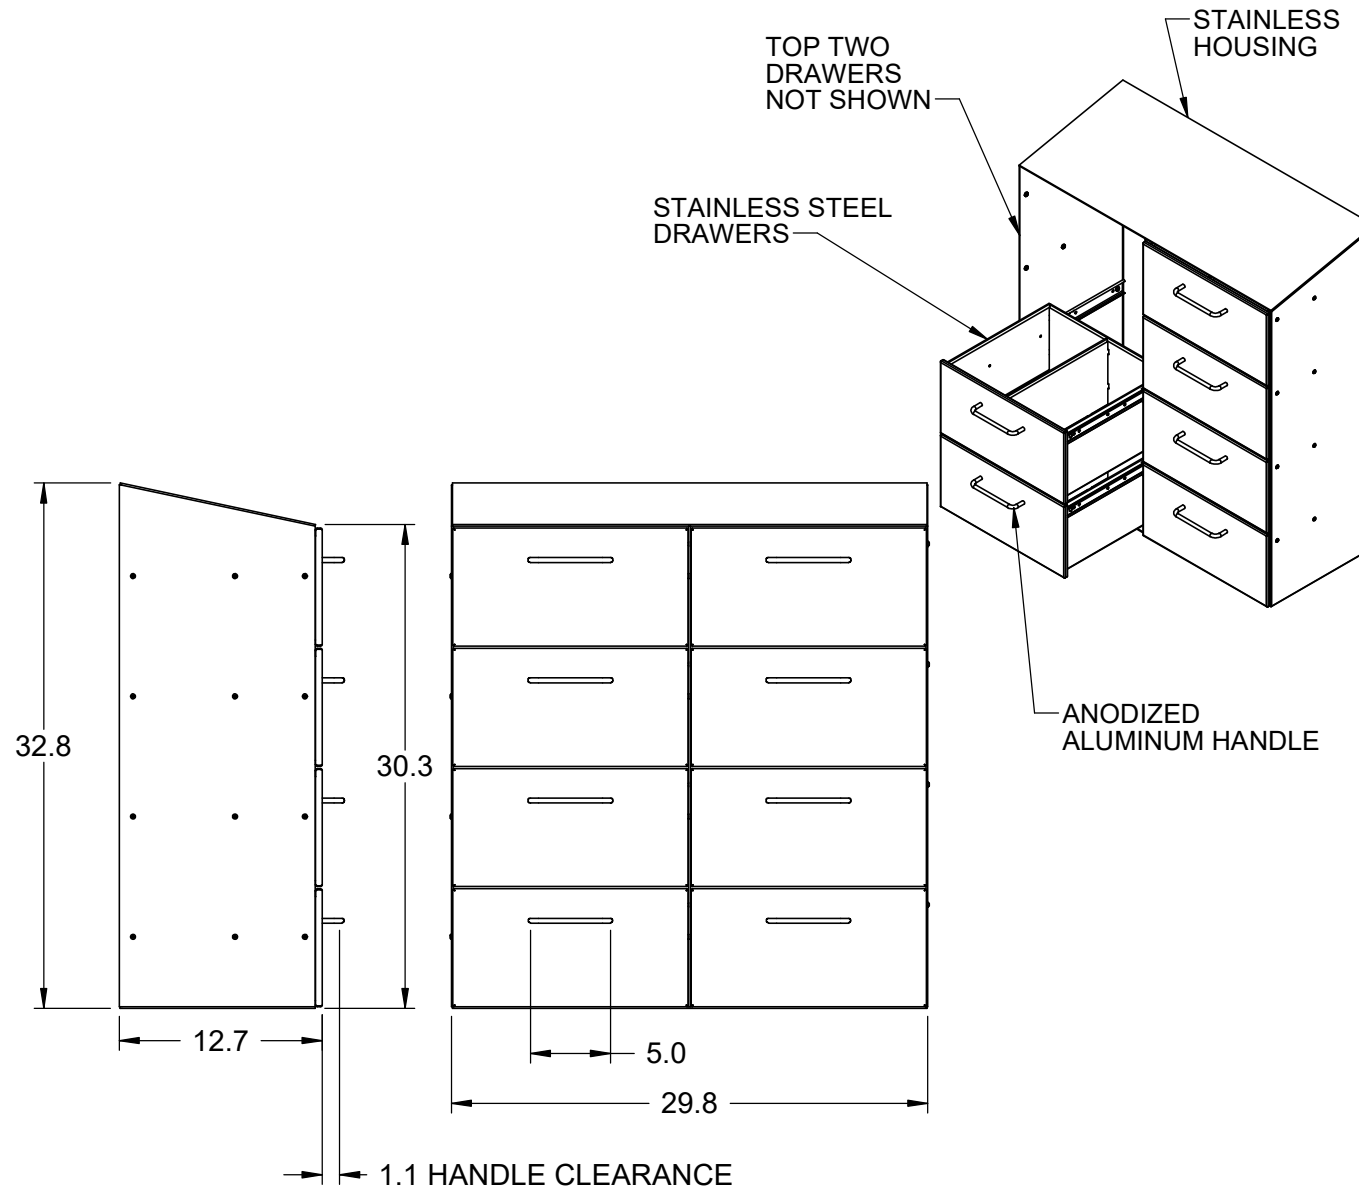 STAINLESS
HOUSING
TOP TWO
DRAWERS
NOT SHOWN
STAINLESS STEEL
DRAWERS
ANODIZED
ALUMINUM HANDLE
32.8
30.3
12.7
5.0
29.8
1.1 HANDLE CLEARANCE